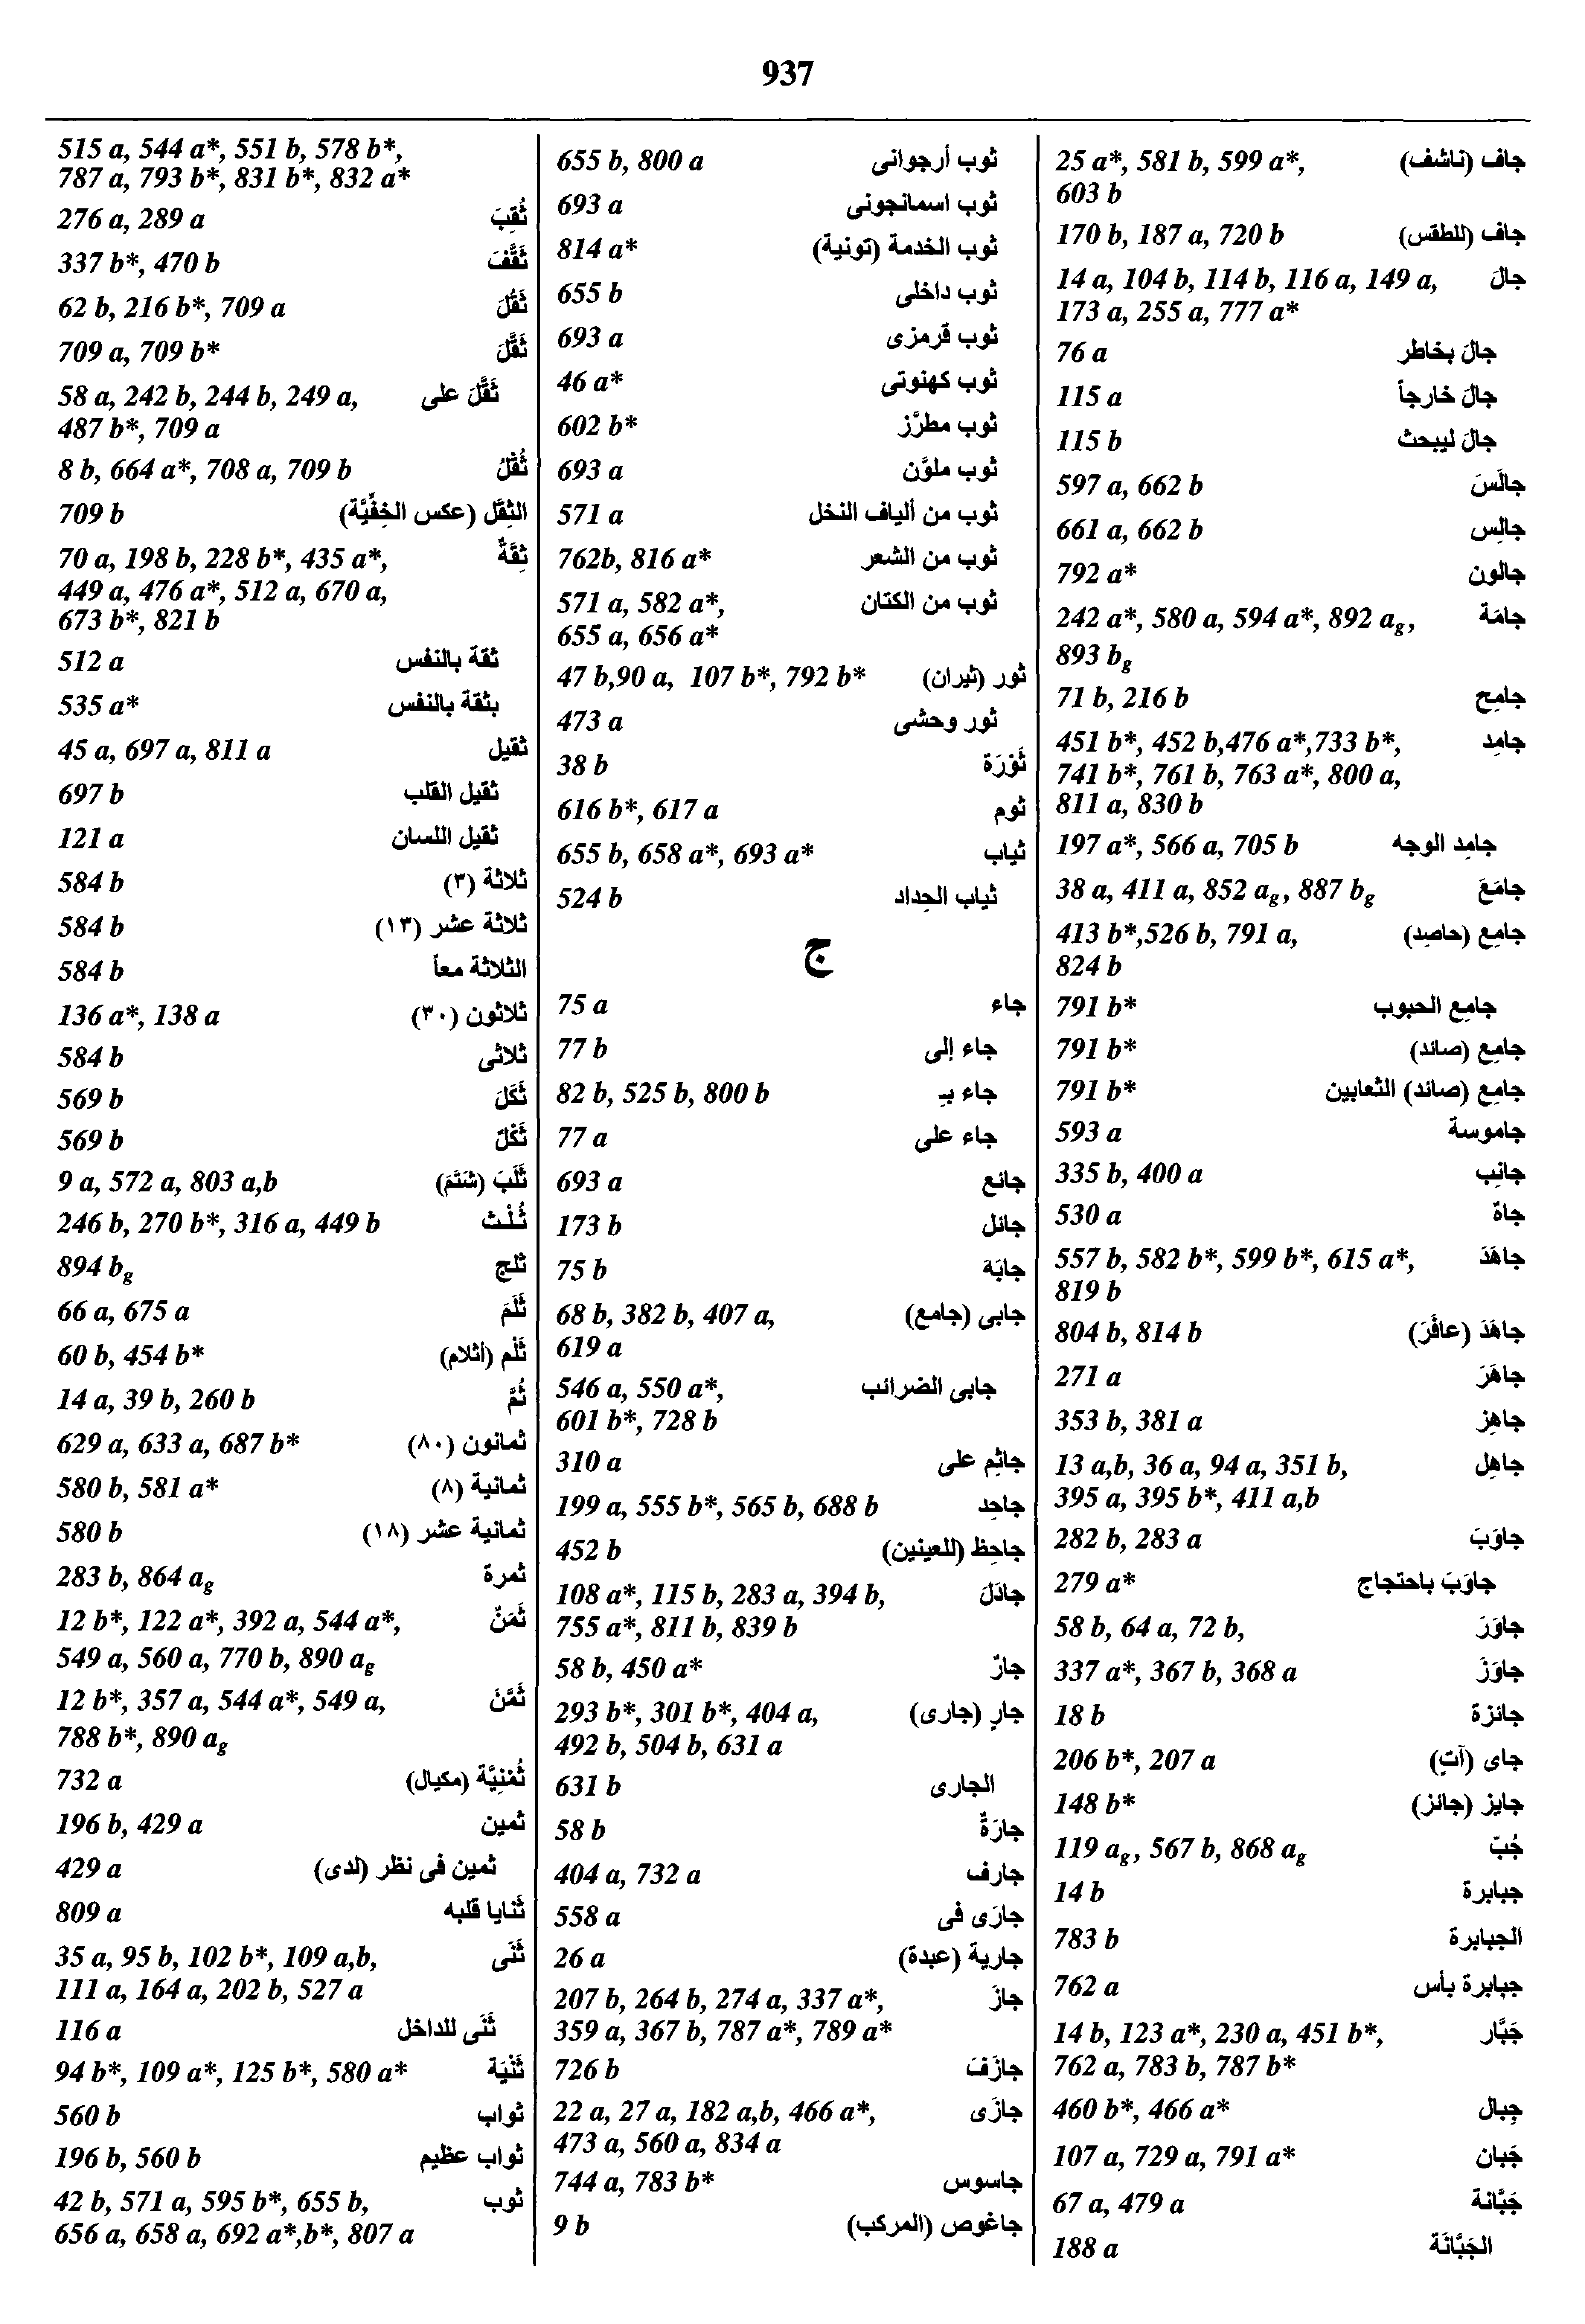 937
515 a, 544 a*, 551 b, 578 b*,
787 a, 793 b*, 831 b*, 832 a*
276 a, 289 a ثُقِبَ
337 b*, 470 b ثَقَّفَ
62 b, 216 b*, 709 a ثَقُلَ
709 a, 709 b* ثَقَّلَ
58 a, 242 b, 244 b, 249 a, ثَقَّلَ على
487 b*, 709 a
8 b, 664 a*, 708 a, 709 b ثُقْلُ
709 b الثِقَّل (عكس الخفِّيَّة)
70 a, 198 b, 228 b*, 435 a*, ثِقَةٌ
449 a, 476 a*, 512 a, 670 a,
673 b*, 821 b
512 a ثقة بالنفس
535 a* بثقة بالنفس
45 a, 697 a, 811 a ثقيل
697 b ثقيل القلب
121 a ثقيل اللسان
584 b ثلاثة (٣)
584 b ثلاثة عشر (١٣)
584 b الثلاثة معاً
136 a*, 138 a ثلاثون (٣٠)
584 b ثلاثى
569 b ثَكَلَ
569 b ثَكْلٌ
9 a, 572 a, 803 a,b ثَلَبَ (شَتَمَ)
246 b, 270 b*, 316 a, 449 b ثُلْث
894 bg ثلج
66 a, 675 a ثَلَمَ
60 b, 454 b* ثَلْم (أثلام)
14 a, 39 b, 260 b ثُمَّ
629 a, 633 a, 687 b* ثمانون (٨٠)
580 b, 581 a* ثمانية (٨)
580 b ثمانية عشر (١٨)
283 b, 864 ag ثمرة
12 b*, 122 a*, 392 a, 544 a*, ثَمَنٌ
549 a, 560 a, 770 b, 890 ag
12 b*, 357 a, 544 a*, 549 a, ثَمَّنَ
788 b*, 890 ag
732 a ثُمْنِيَّة (مكيال)
196 b, 429 a ثمين
429 a ثمين فى نظر (لدى)
809 a ثَنايا قلبه
35 a, 95 b, 102 b*, 109 a,b, ثَنَى
111 a, 164 a, 202 b, 527 a
116 a ثَنَى للداخل
94 b*, 109 a*, 125 b*, 580 a* ثَنْيَة
560 b ثواب
196 b, 560 b ثواب عظيم
42 b, 571 a, 595 b*, 655 b, ثوب
656 a, 658 a, 692 a*,b*, 807 a
655 b, 800 a ثوب أرجوانى
693 a ثوب اسمانجونى
814 a* ثوب الخدمة (تونية)
655 b ثوب داخلى
693 a ثوب قرمزى
46 a* ثوب كهنوتى
602 b* ثوب مطرَّز
693 a ثوب ملوَّن
571 a ثوب من ألياف النخل
762b, 816 a* ثوب من الشعر
571 a, 582 a*, ثوب من الكتان
655 a, 656 a*
47 b,90 a, 107 b*, 792 b* ثور (ثيران)
473 a ثور وحشى
38 b ثَوْرَة
616 b*, 617 a ثوم
655 b, 658 a*, 693 a* ثياب
524 b ثياب الحِداد
ج
75 a جاء
77 b جاء إلى
82 b, 525 b, 800 b جاء بـِ
77 a جاء على
693 a جائع
173 b جائل
75 b جابَهَ
68 b, 382 b, 407 a, جابى (جامع)
619 a
546 a, 550 a*, جابى الضرائب
601 b*, 728 b
310 a جاثِم على
199 a, 555 b*, 565 b, 688 b جاحِد
452 b جاحِظ (للعينين)
108 a*, 115 b, 283 a, 394 b, جادَلَ
755 a*, 811 b, 839 b
58 b, 450 a* جارٌ
293 b*, 301 b*, 404 a, جارٍ (جارى)
492 b, 504 b, 631 a
631 b الجارى
58 b جارَةٌ
404 a, 732 a جارف
558 a جارَى فى
26 a جارية (عبدة)
207 b, 264 b, 274 a, 337 a*, جازَ
359 a, 367 b, 787 a*, 789 a*
726 b جازَفَ
22 a, 27 a, 182 a,b, 466 a*, جازَى
473 a, 560 a, 834 a
744 a, 783 b* جاسوس
9 b جاغوص (المركب)
25 a*, 581 b, 599 a*, جاف (ناشف)
603 b
170 b, 187 a, 720 b جاف (للطقس)
14 a, 104 b, 114 b, 116 a, 149 a, جالَ
173 a, 255 a, 777 a*
76 a جالَ بخاطر
115 a جالَ خارجاً
115 b جالَ ليبحث
597 a, 662 b جالَسَ
661 a, 662 b جالِس
792 a* جالون
242 a*, 580 a, 594 a*, 892 ag, جامَة
893 bg
71 b, 216 b جامِح
451 b*, 452 b,476 a*,733 b*, جامِد
741 b*, 761 b, 763 a*, 800 a,
811 a, 830 b
197 a*, 566 a, 705 b جامِد الوجه
38 a, 411 a, 852 ag, 887 bg جامَعَ
413 b*,526 b, 791 a, جامِع (حاصِد)
824 b
791 b* جامِع الحبوب
791 b* جامِع (صائد)
791 b* جامِع (صائد) الثعابين
593 a جاموسة
335 b, 400 a جانِب
530 a جاهٌ
557 b, 582 b*, 599 b*, 615 a*, جاهَدَ
819 b
804 b, 814 b جاهَدَ (عافَرَ)
271 a جاهَرَ
353 b, 381 a جاهِز
13 a,b, 36 a, 94 a, 351 b, جاهِل
395 a, 395 b*, 411 a,b
282 b, 283 a جاوَبَ
279 a* جاوَبَ باحتجاج
58 b, 64 a, 72 b, جاوَرَ
337 a*, 367 b, 368 a جاوَزَ
18 b جائزة
206 b*, 207 a جاى (آتٍ)
148 b* جايز (جائز)
119 ag, 567 b, 868 ag جُبّ
14 b جبابرة
783 b الجبابرة
762 a جبابرة بأس
14 b, 123 a*, 230 a, 451 b*, جَبَّار
762 a, 783 b, 787 b*
460 b*, 466 a* جِبال
107 a, 729 a, 791 a* جَبان
67 a, 479 a جَبَّانة
188 a الجَبَّانَة